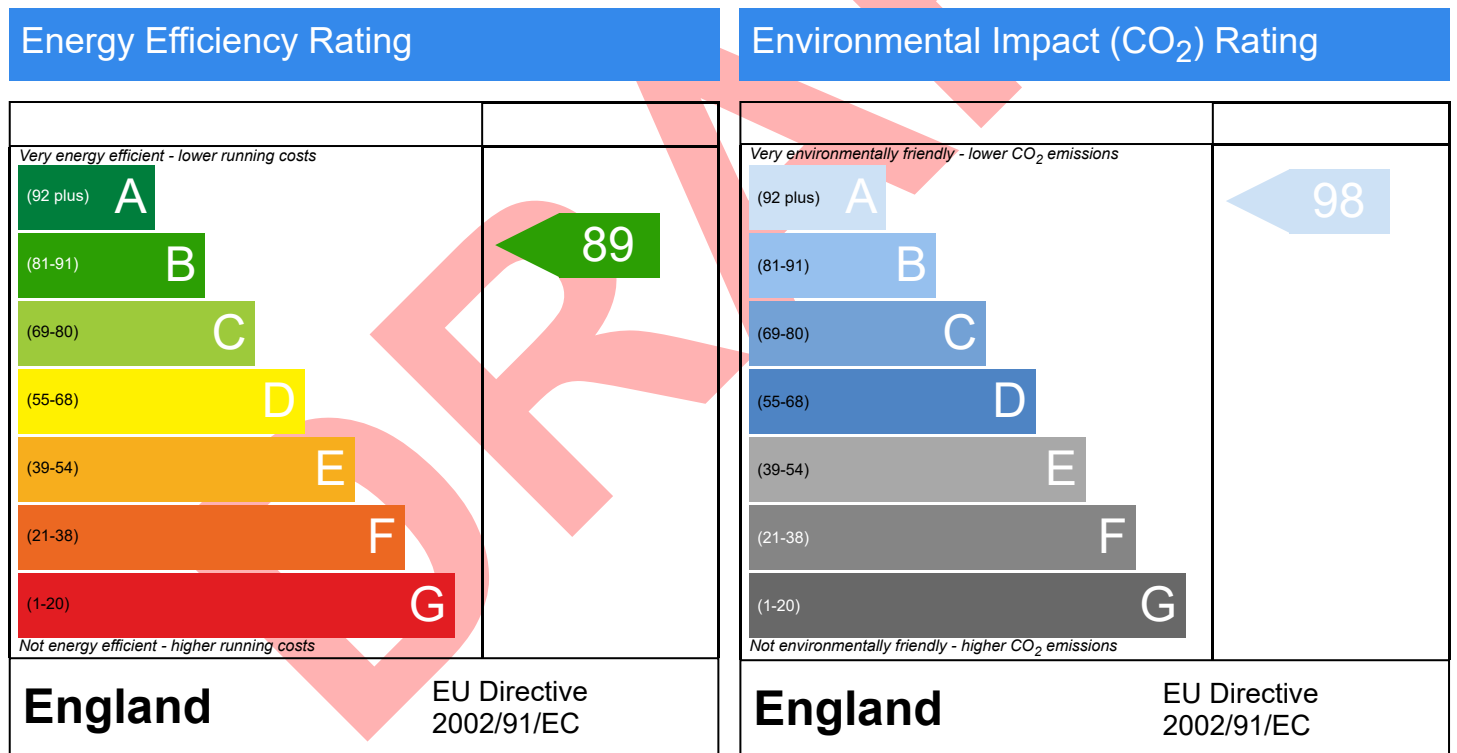 Energy Efficiency Rating
Very energy efficient - lower running costs
(92 plus) A
(81-91) B
(69-80) C
(55-68) D
(39-54) E
(21-38) F
(1-20) G
Not energy efficient - higher running costs
89
England
EU Directive
2002/91/EC
Environmental Impact (CO₂) Rating
Very environmentally friendly - lower CO₂ emissions
(92 plus) A
(81-91) B
(69-80) C
(55-68) D
(39-54) E
(21-38) F
(1-20) G
Not environmentally friendly - higher CO₂ emissions
98
England
EU Directive
2002/91/EC